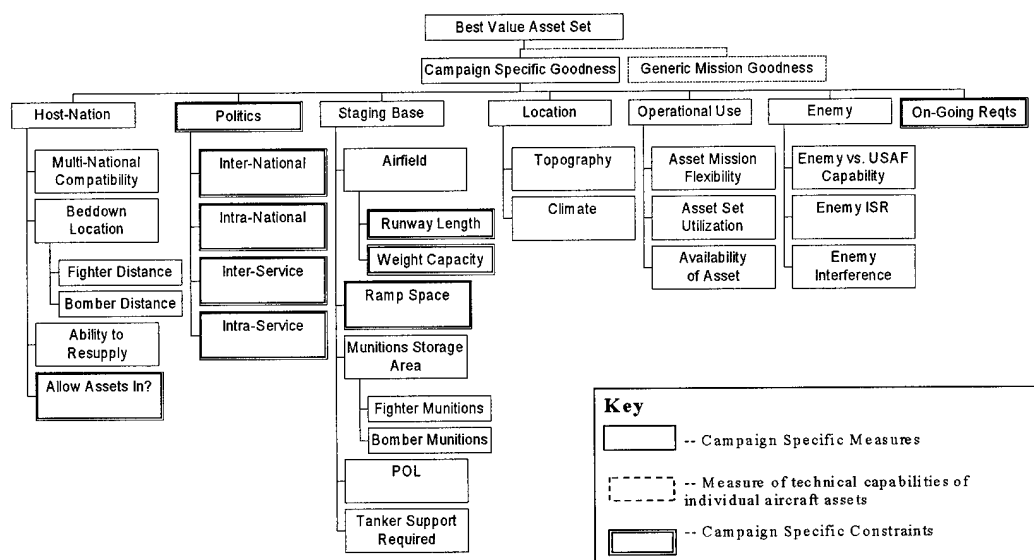 Best Value Asset Set
Campaign Specific Goodness
Generic Mission Goodness
Host-Nation
Politics
Staging Base
Location
Operational Use
Enemy
On-Going Reqts
Multi-National
Compatibility
Beddown
Location
Fighter Distance
Bomber Distance
Ability to
Resupply
Allow Assets In?
Inter-National
Intra-National
Inter-Service
Intra-Service
Airfield
Runway Length
Weight Capacity
Ramp Space
Munitions Storage
Area
Fighter Munitions
Bomber Munitions
POL
Tanker Support
Required
Topography
Climate
Asset Mission
Flexibility
Asset Set
Utilization
Availability
of Asset
Enemy vs. USAF
Capability
Enemy ISR
Enemy
Interference
Key
-- Campaign Specific Measures
-- Measure of technical capabilities of
individual aircraft assets
-- Campaign Specific Constraints